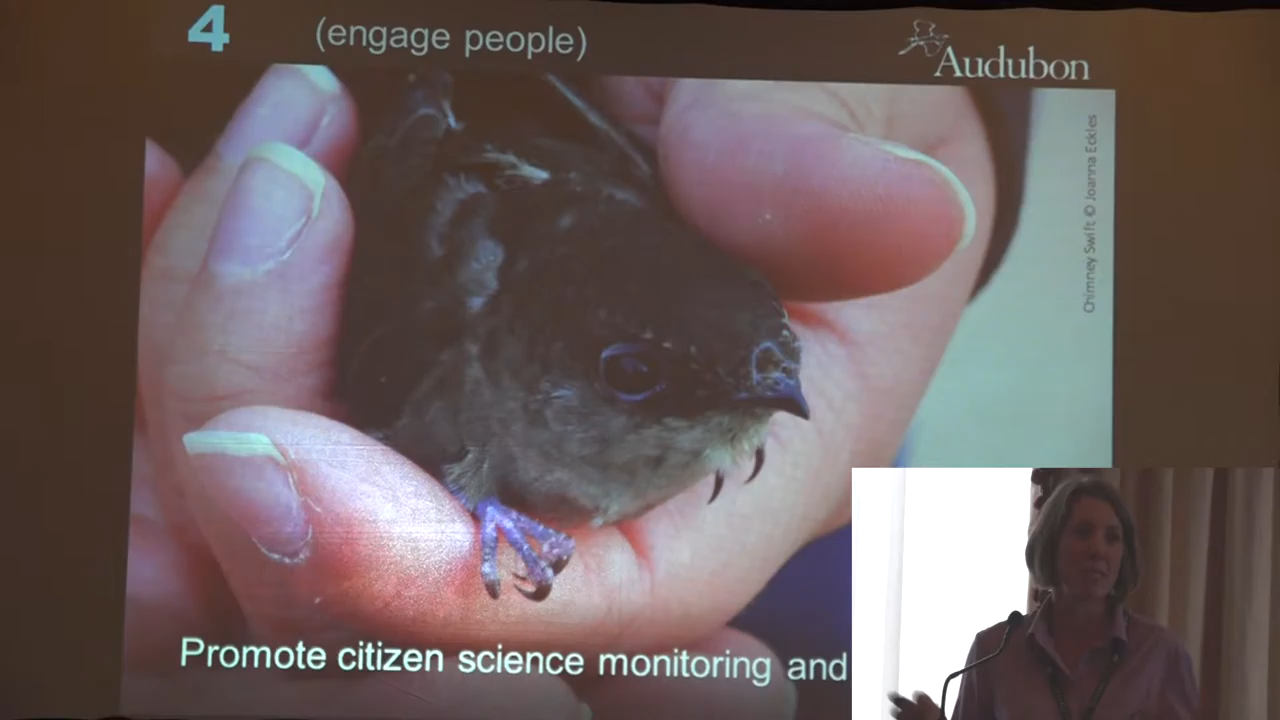 4 (engage people)
Audubon
Chimney Swift © Joanna Eckles
Promote citizen science monitoring and